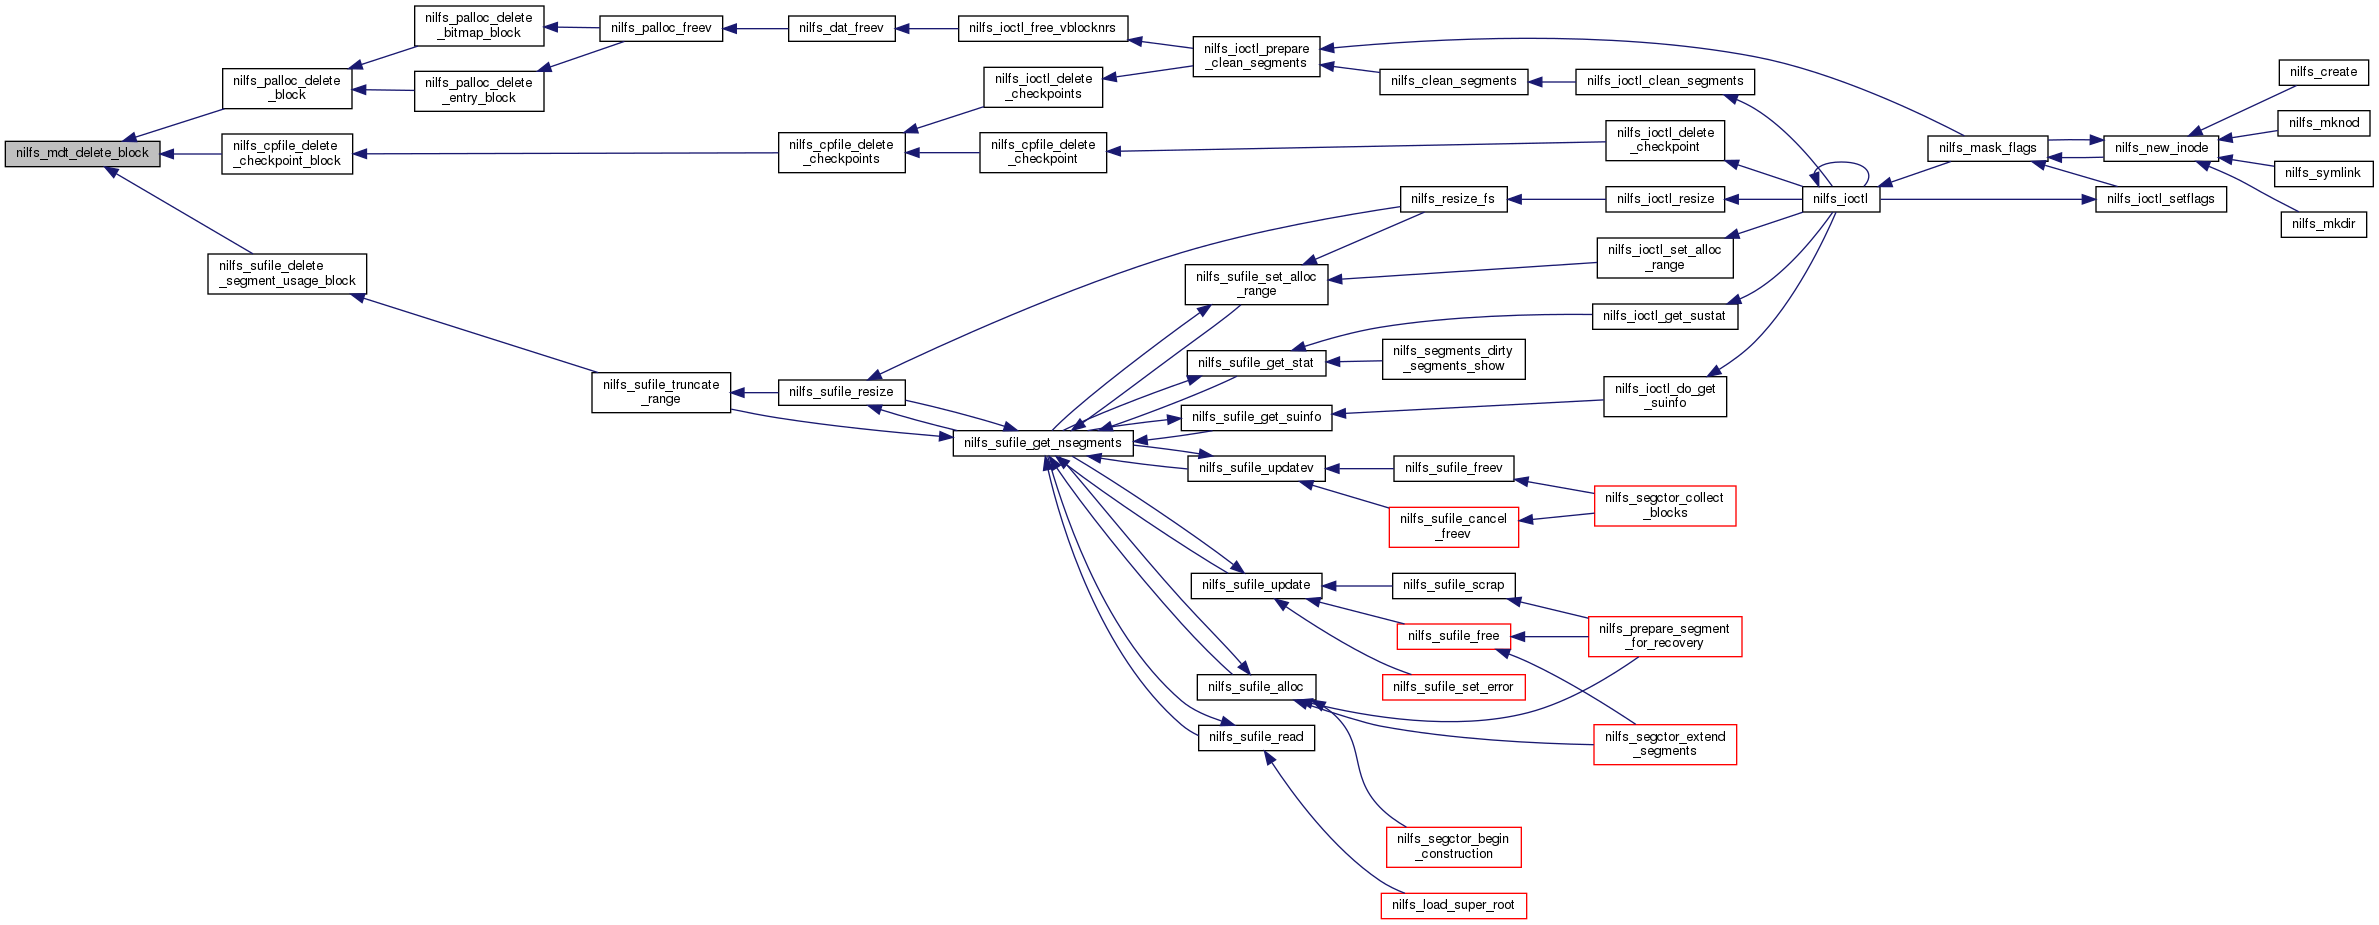 nilfs_mdt_delete_block
nilfs_palloc_delete
_block
nilfs_cpfile_delete
_checkpoint_block
nilfs_sufile_delete
_segment_usage_block
nilfs_palloc_delete
_bitmap_block
nilfs_palloc_delete
_entry_block
nilfs_palloc_freev
nilfs_sufile_truncate
_range
nilfs_dat_freev
nilfs_cpfile_delete
_checkpoints
nilfs_sufile_resize
nilfs_ioctl_free_vblocknrs
nilfs_ioctl_delete
_checkpoints
nilfs_cpfile_delete
_checkpoint
nilfs_sufile_get_nsegments
nilfs_ioctl_prepare
_clean_segments
nilfs_sufile_set_alloc
_range
nilfs_sufile_get_stat
nilfs_sufile_get_suinfo
nilfs_sufile_updatev
nilfs_sufile_update
nilfs_sufile_alloc
nilfs_sufile_read
nilfs_clean_segments
nilfs_resize_fs
nilfs_segments_dirty
_segments_show
nilfs_sufile_freev
nilfs_sufile_cancel
_freev
nilfs_sufile_scrap
nilfs_sufile_free
nilfs_sufile_set_error
nilfs_segctor_begin
_construction
nilfs_load_super_root
nilfs_ioctl_clean_segments
nilfs_ioctl_delete
_checkpoint
nilfs_ioctl_resize
nilfs_ioctl_set_alloc
_range
nilfs_ioctl_get_sustat
nilfs_ioctl_do_get
_suinfo
nilfs_segctor_collect
_blocks
nilfs_prepare_segment
_for_recovery
nilfs_segctor_extend
_segments
nilfs_ioctl
nilfs_mask_flags
nilfs_new_inode
nilfs_ioctl_setflags
nilfs_create
nilfs_mknod
nilfs_symlink
nilfs_mkdir